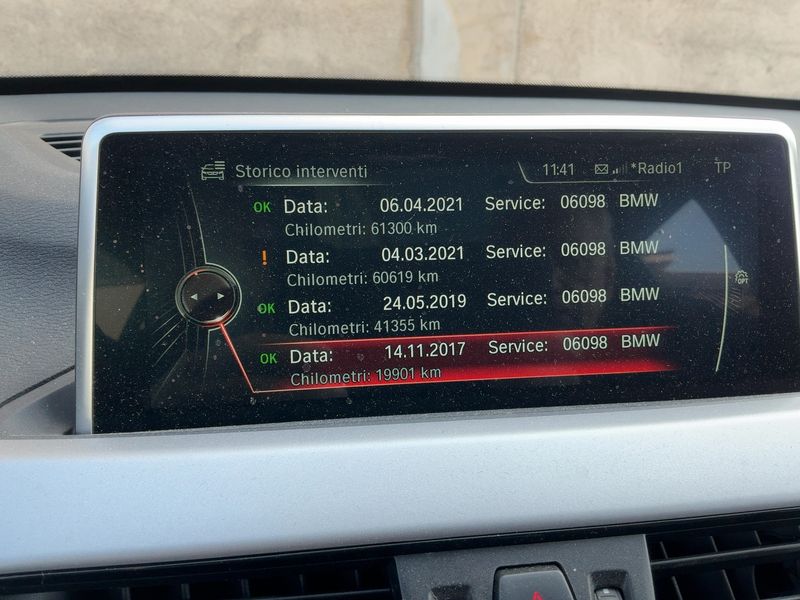 Storico interventi 11:41 *Radio1 TP
OK Data: 06.04.2021 Service: 06098 BMW
Chilometri: 61300 km
! Data: 04.03.2021 Service: 06098 BMW
Chilometri: 60619 km
OK Data: 24.05.2019 Service: 06098 BMW
Chilometri: 41355 km
OPT
OK Data: 14.11.2017 Service: 06098 BMW
Chilometri: 19901 km